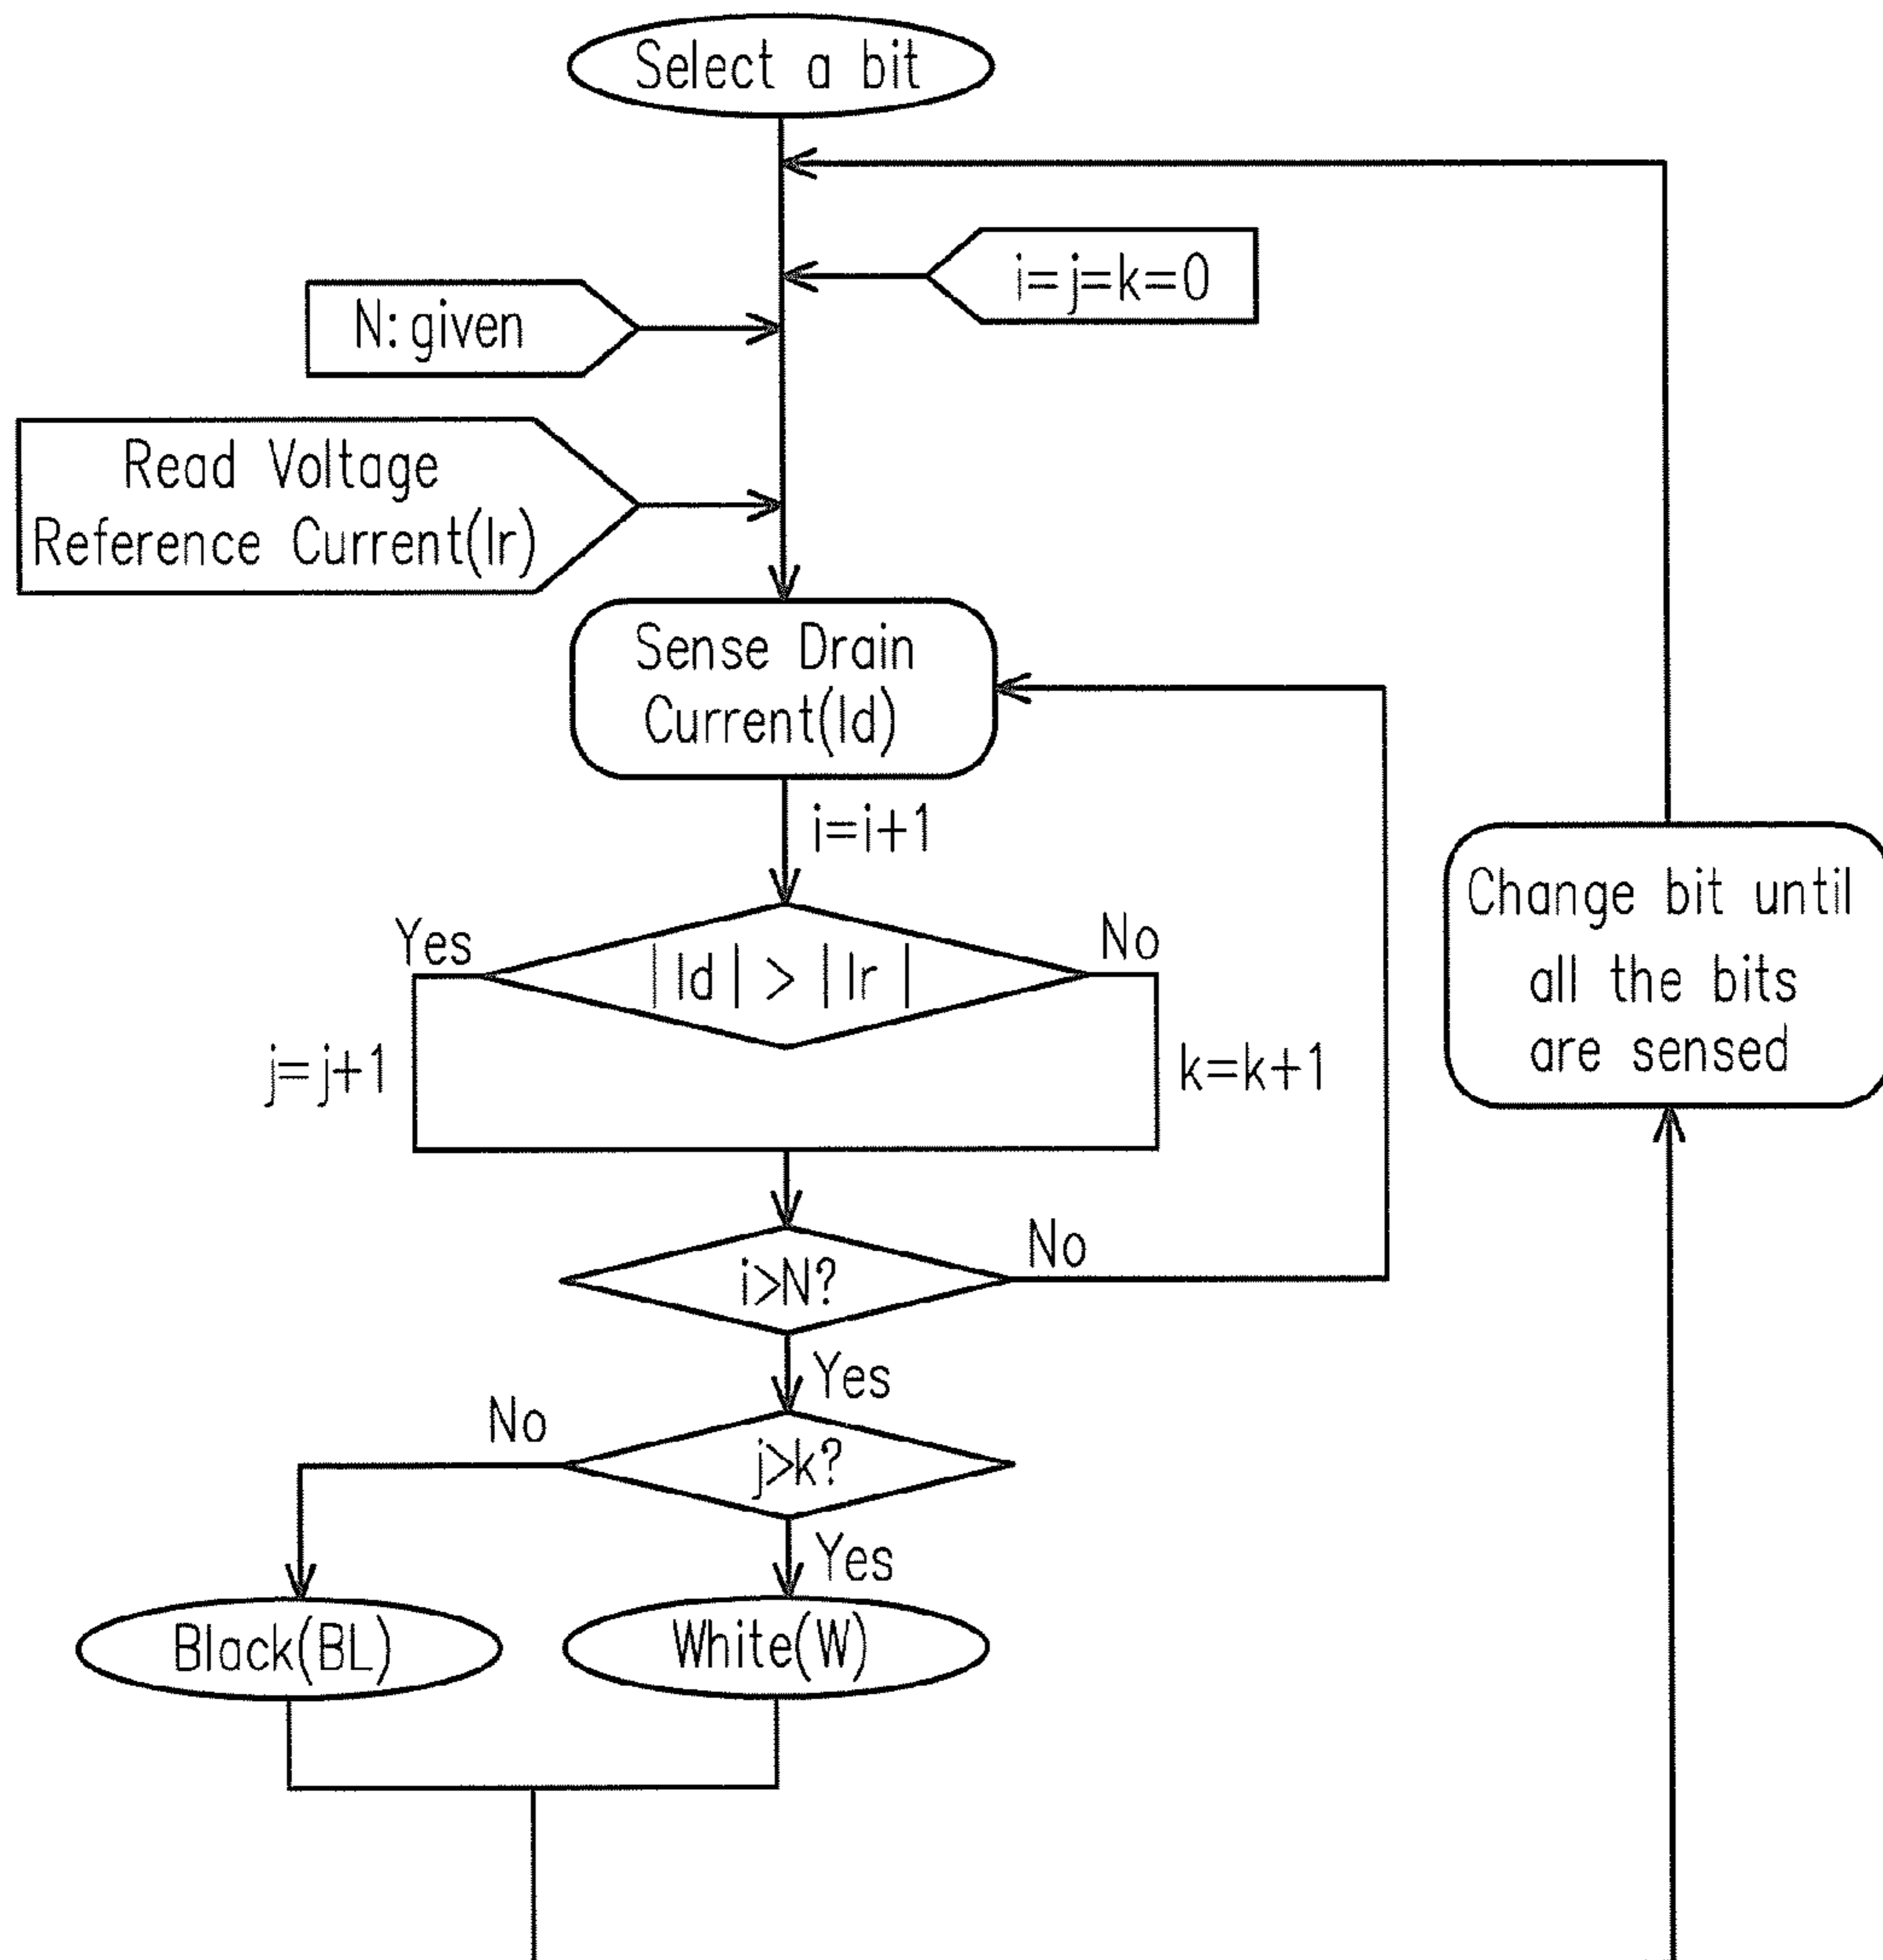 Select a bit
i=j=k=0
N:given
Read Voltage
Reference Current(Ir)
Sense Drain
Current(Id)
i=i+1
Yes
No
|Id| > |Ir|
j=j+1
k=k+1
Change bit until
all the bits
are sensed
No
i>N?
Yes
No
j>k?
Yes
Black(BL)
White(W)